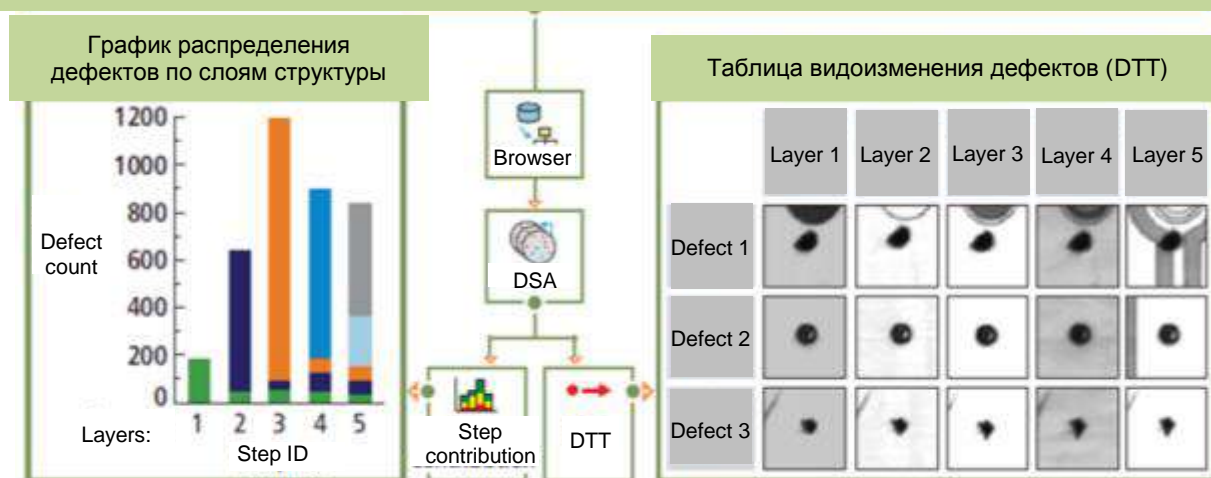 График распределения
дефектов по слоям структуры
1200
1000
800
600
400
200
0
Defect
count
Layers:
1 2 3 4 5
Step ID
Browser
DSA
Step
contribution
DTT
Таблица видоизменения дефектов (DTT)
Layer 1 Layer 2 Layer 3 Layer 4 Layer 5
Defect 1
Defect 2
Defect 3